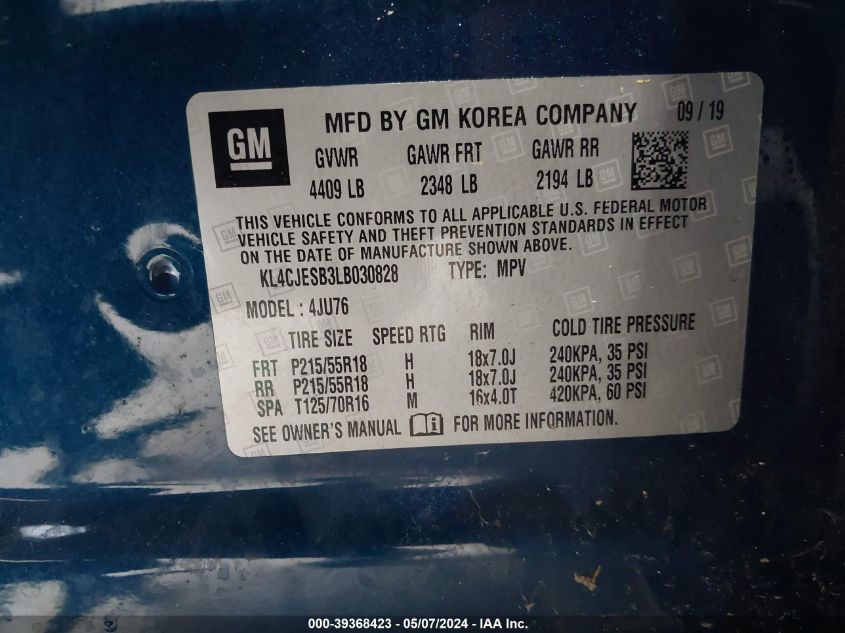 GM
MFD BY GM KOREA COMPANY 09 / 19
GVWR GAWR FRT GAWR RR
4409 LB 2348 LB 2194 LB
THIS VEHICLE CONFORMS TO ALL APPLICABLE U.S. FEDERAL MOTOR
VEHICLE SAFETY AND THEFT PREVENTION STANDARDS IN EFFECT
ON THE DATE OF MANUFACTURE SHOWN ABOVE.
KL4CJESB3LB030828 TYPE: MPV
MODEL : 4JU76
TIRE SIZE SPEED RTG RIM COLD TIRE PRESSURE
FRT P215/55R18 H 18x7.0J 240KPA, 35 PSI
RR P215/55R18 H 18x7.0J 240KPA, 35 PSI
SPA T125/70R16 M 16x4.0T 420KPA, 60 PSI
SEE OWNER'S MANUAL FOR MORE INFORMATION.
000-39368423 - 05/07/2024 - IAA Inc.